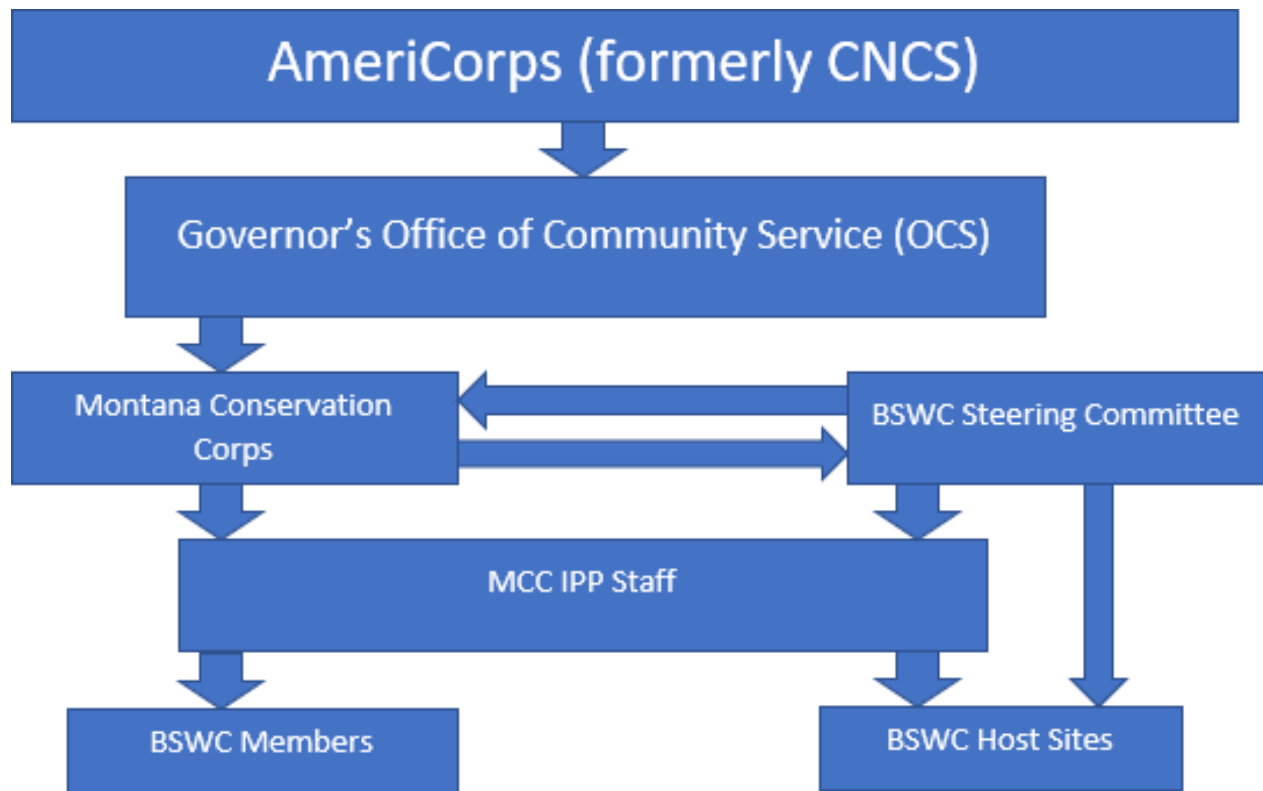 AmeriCorps (formerly CNCS)
Governor’s Office of Community Service (OCS)
Montana Conservation
Corps
BSWC Steering Committee
MCC IPP Staff
BSWC Members
BSWC Host Sites